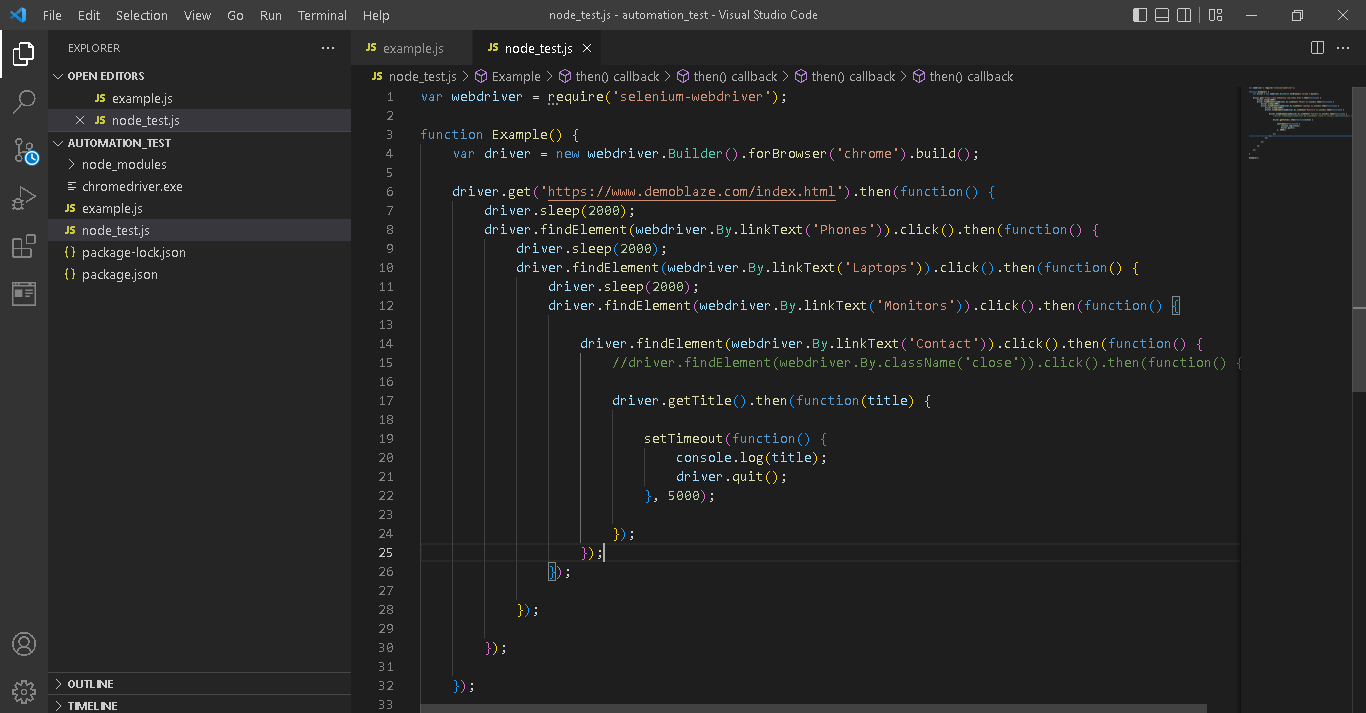 File Edit Selection View Go Run Terminal Help node_test.js - automation_test - Visual Studio Code
EXPLORER
OPEN EDITORS
JS example.js
JS node_test.js
AUTOMATION_TEST
node_modules
chromedriver.exe
JS example.js
JS node_test.js
{} package-lock.json
{} package.json
OUTLINE
TIMELINE
JS example.js JS node_test.js
JS node_test.js > Example > then() callback > then() callback > then() callback > then() callback
1 var webdriver = require('selenium-webdriver');
2
3 function Example() {
4 var driver = new webdriver.Builder().forBrowser('chrome').build();
5
6 driver.get('https://www.demoblaze.com/index.html').then(function() {
7 driver.sleep(2000);
8 driver.findElement(webdriver.By.linkText('Phones')).click().then(function() {
9 driver.sleep(2000);
10 driver.findElement(webdriver.By.linkText('Laptops')).click().then(function() {
11 driver.sleep(2000);
12 driver.findElement(webdriver.By.linkText('Monitors')).click().then(function() {
13
14 driver.findElement(webdriver.By.linkText('Contact')).click().then(function() {
15 //driver.findElement(webdriver.By.className('close')).click().then(function() {
16
17 driver.getTitle().then(function(title) {
18
19 setTimeout(function() {
20 console.log(title);
21 driver.quit();
22 }, 5000);
23
24 });
25 });
26 });
27
28 });
29
30 });
31
32 });
33